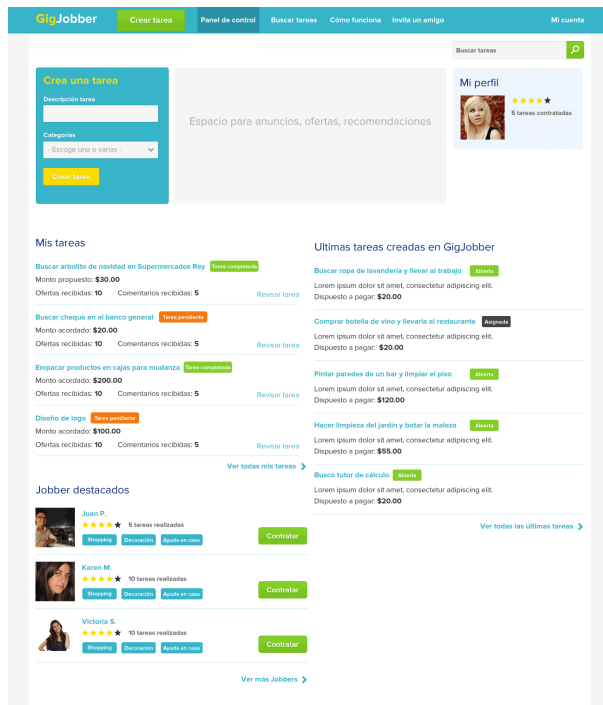 GigJobber
Crear tarea
Panel de control
Buscar tareas
Cómo funciona
Invita un amigo
Mi cuenta
Buscar tareas
Crea una tarea
Descripción tarea
Categorías
- Escoge una o varias -
Crear tarea
Espacio para anuncios, ofertas, recomendaciones
Mi perfil
5 tareas contratadas
Mis tareas
Buscar arbolito de navidad en Supermercados Rey Tarea completada
Monto propuesto: $30.00
Ofertas recibidas: 10 Comentarios recibidas: 5 Revisar tarea
Buscar cheque en el banco general Tarea pendiente
Monto acordado: $20.00
Ofertas recibidas: 10 Comentarios recibidas: 5 Revisar tarea
Empacar productos en cajas para mudanza Tarea completada
Monto acordado: $200.00
Ofertas recibidas: 10 Comentarios recibidas: 5 Revisar tarea
Diseño de logo Tarea pendiente
Monto acordado: $100.00
Ofertas recibidas: 10 Comentarios recibidas: 5 Revisar tarea
Ver todas mis tareas
Jobber destacados
Juan P.
5 tareas realizadas
Shopping Decoración Ayuda en casa
Contratar
Karen M.
10 tareas realizadas
Shopping Decoración Ayuda en casa
Contratar
Victoria S.
10 tareas realizadas
Shopping Decoración Ayuda en casa
Contratar
Ver más Jobbers
Ultimas tareas creadas en GigJobber
Buscar ropa de lavandería y llevar al trabajo Abierta
Lorem ipsum dolor sit amet, consectetur adipiscing elit.
Dispuesto a pagar: $20.00
Comprar botella de vino y llevarla al restaurante Asignada
Lorem ipsum dolor sit amet, consectetur adipiscing elit.
Dispuesto a pagar: $20.00
Pintar paredes de un bar y limpiar el piso Abierta
Lorem ipsum dolor sit amet, consectetur adipiscing elit.
Dispuesto a pagar: $120.00
Hacer limpieza del jardín y botar la maleza Abierta
Lorem ipsum dolor sit amet, consectetur adipiscing elit.
Dispuesto a pagar: $55.00
Busco tutor de cálculo Abierta
Lorem ipsum dolor sit amet, consectetur adipiscing elit.
Dispuesto a pagar: $20.00
Ver todas las últimas tareas